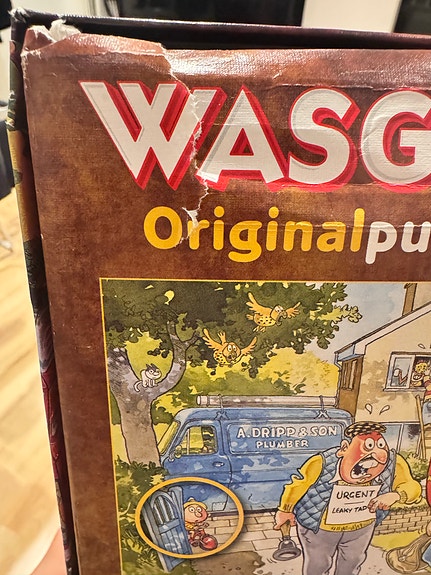 WASG
Originalpu
A. DRIPP & SON
PLUMBER
URGENT
LEAKY TAP